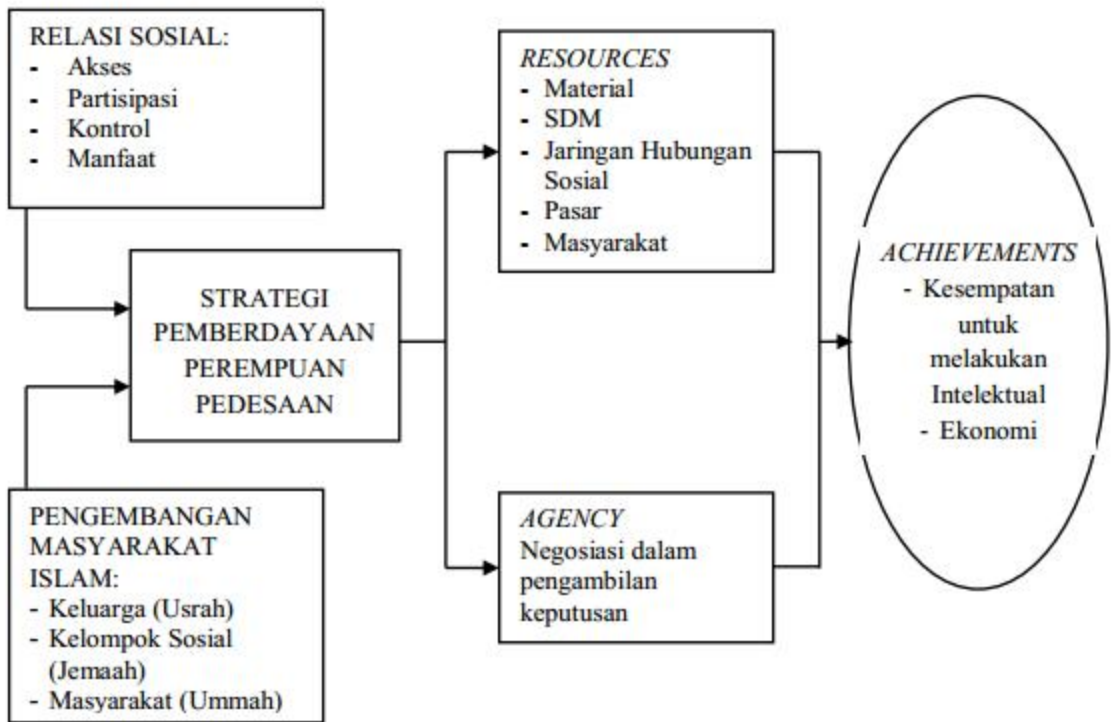 RELASI SOSIAL:
- Akses
- Partisipasi
- Kontrol
- Manfaat
PENGEMBANGAN
MASYARAKAT
ISLAM:
- Keluarga (Usrah)
- Kelompok Sosial
(Jemaah)
- Masyarakat (Ummah)
STRATEGI
PEMBERDAYAAN
PEREMPUAN
PEDESAAN
RESOURCES
- Material
- SDM
- Jaringan Hubungan
Sosial
- Pasar
- Masyarakat
AGENCY
Negosiasi dalam
pengambilan
keputusan
ACHIEVEMENTS
- Kesempatan
untuk
melakukan
Intelektual
- Ekonomi